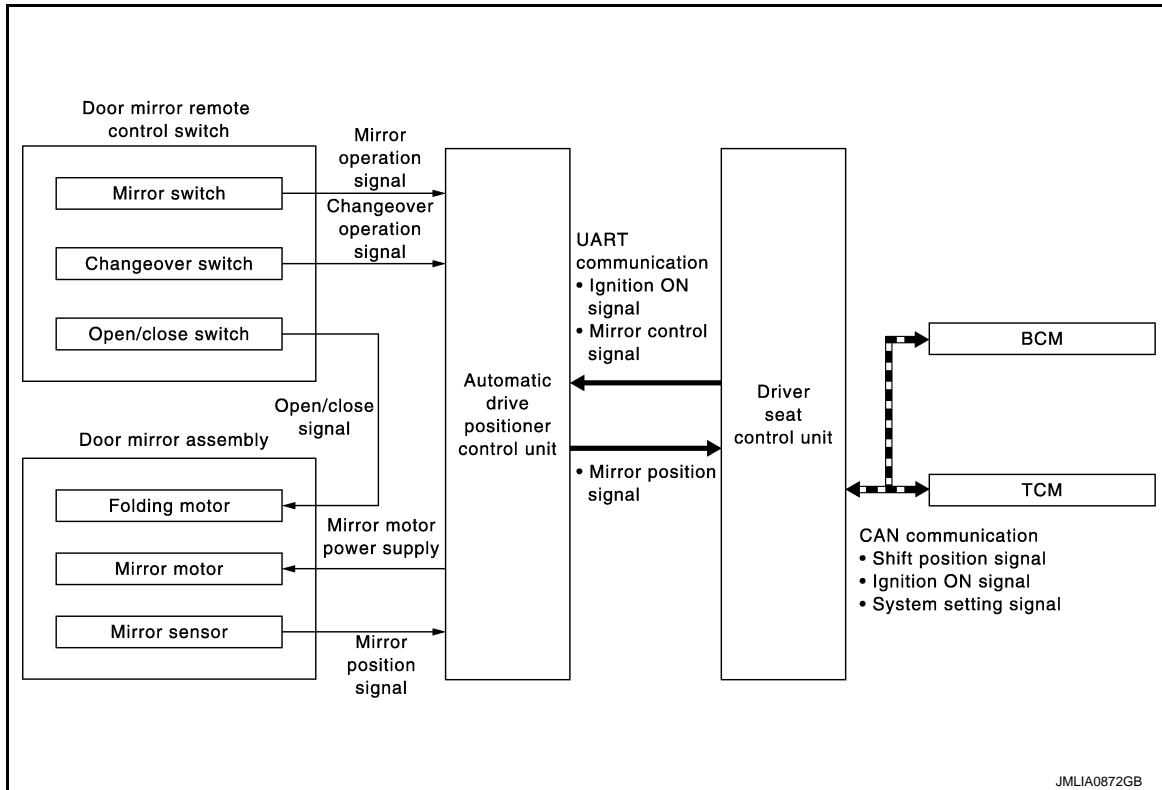 Door mirror remote
control switch
Mirror switch
Changeover switch
Open/close switch
Mirror
operation
signal
Changeover
operation
signal
Open/close
signal
Door mirror assembly
Folding motor
Mirror motor
Mirror sensor
Mirror motor
power supply
Mirror
position
signal
Automatic
drive
positioner
control unit
UART
communication
• Ignition ON
signal
• Mirror control
signal
• Mirror position
signal
Driver
seat
control unit
BCM
TCM
CAN communication
• Shift position signal
• Ignition ON signal
• System setting signal
JMLIA0872GB